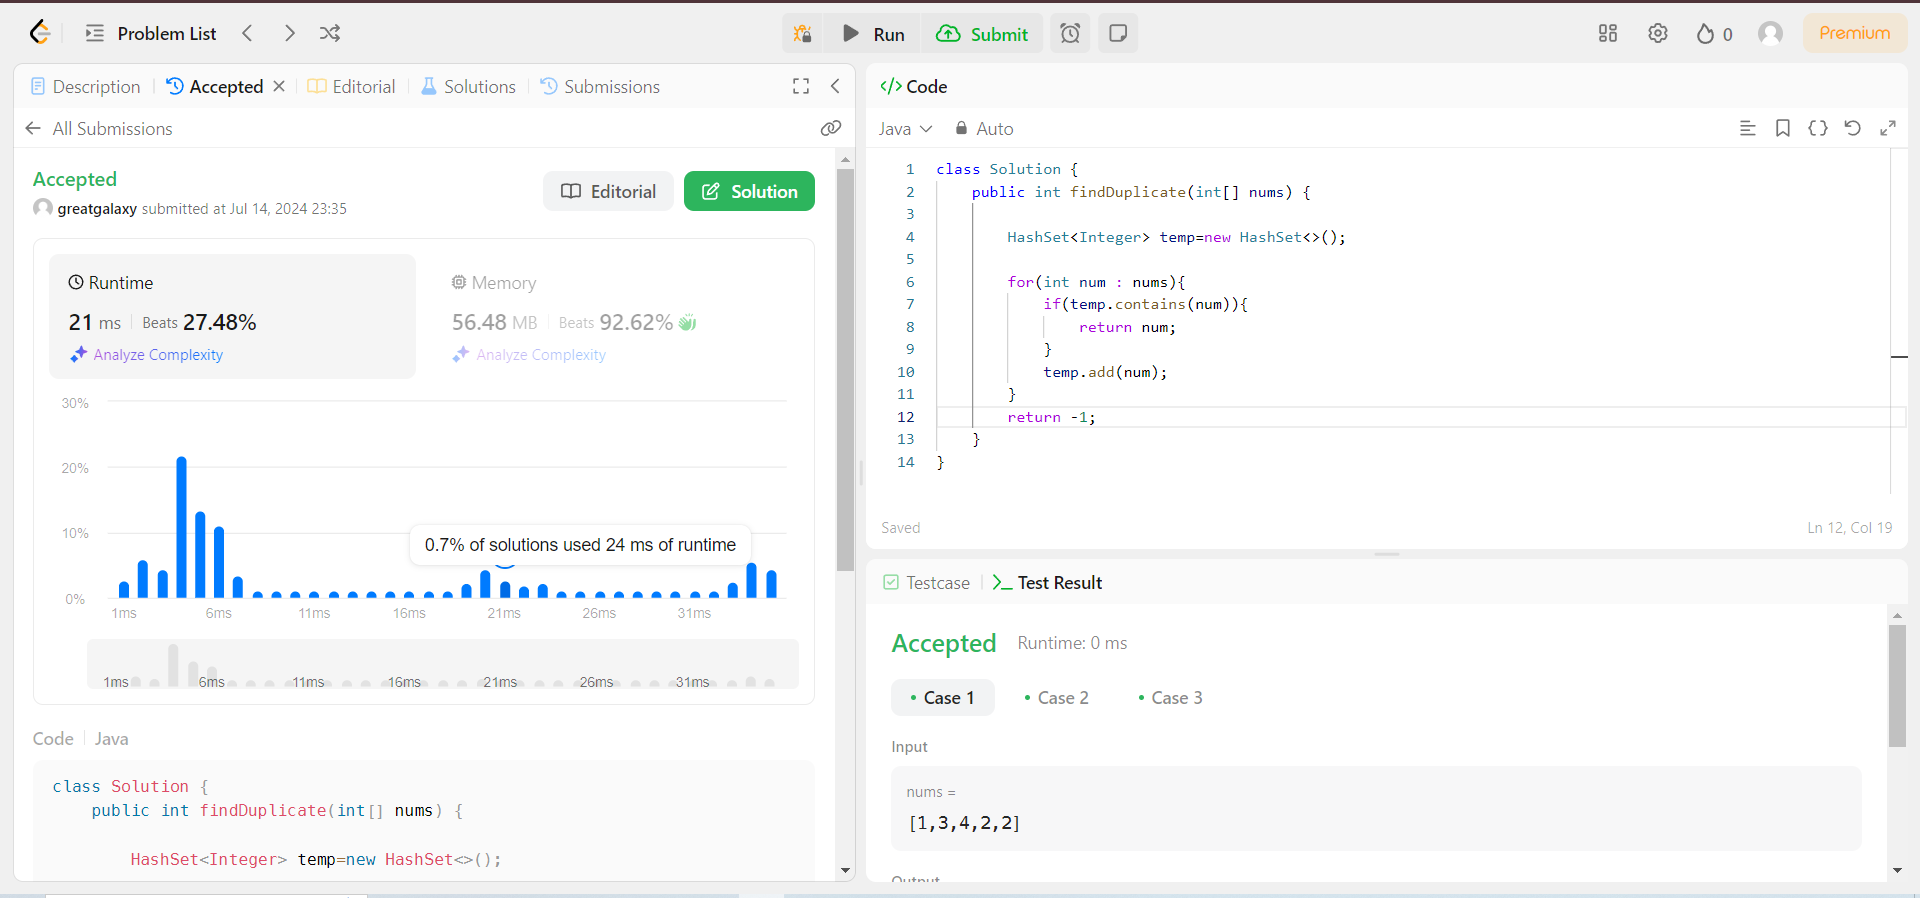 Problem List
Run
Submit
0
Premium
Description
Accepted
Editorial
Solutions
Submissions
All Submissions
Accepted
greatgalaxy submitted at Jul 14, 2024 23:35
Editorial
Solution
Runtime
21 ms
Beats 27.48%
Analyze Complexity
Memory
56.48 MB
Beats 92.62%
Analyze Complexity
30%
20%
10%
0%
0.7% of solutions used 24 ms of runtime
1ms 6ms 11ms 16ms 21ms 26ms 31ms
1ms 6ms 11ms 16ms 21ms 26ms 31ms
Code Java
class Solution {
public int findDuplicate(int[] nums) {
HashSet<Integer> temp=new HashSet<>();
</> Code
Java
Auto
1 class Solution {
2 public int findDuplicate(int[] nums) {
3
4 HashSet<Integer> temp=new HashSet<>();
5
6 for(int num : nums){
7 if(temp.contains(num)){
8 return num;
9 }
10 temp.add(num);
11 }
12 return -1;
13 }
14 }
Saved
Ln 12, Col 19
Testcase
Test Result
Accepted Runtime: 0 ms
Case 1
Case 2
Case 3
Input
nums =
[1,3,4,2,2]
Output